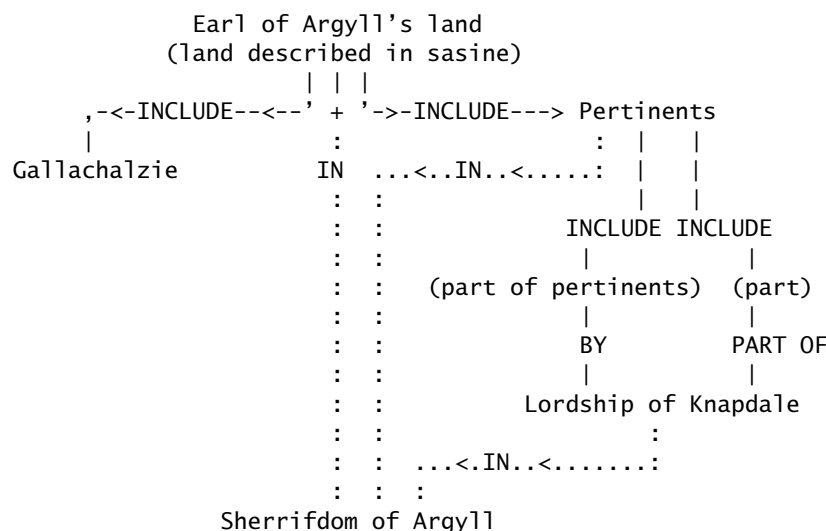 Earl of Argyll’s land
(land described in sasine)
| | |
,-<-INCLUDE--<--’ + ’->-INCLUDE---> Pertinents
| : : | |
Gallachalzie IN ...<..IN..<.....: | |
: : | |
: : INCLUDE INCLUDE
: : | |
: : (part of pertinents) (part)
: : | |
: : BY PART OF
: : | |
: : Lordship of Knapdale
: : :
: : ...<.IN..<.......:
: : :
Sherrifdom of Argyll